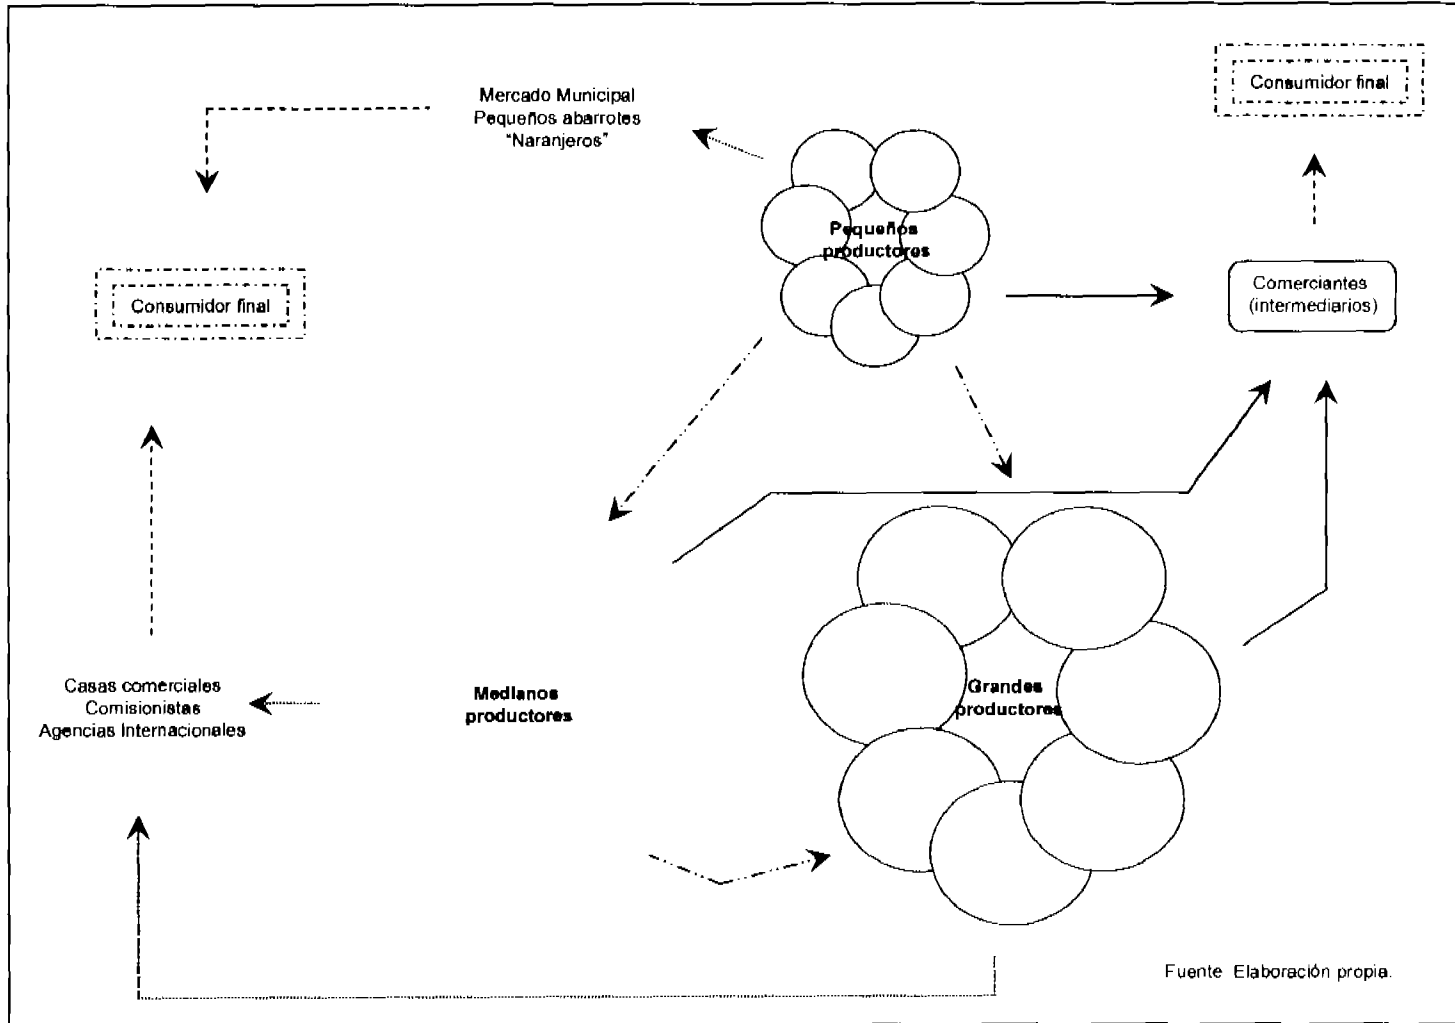 Consumidor final
Mercado Municipal
Pequeños abarrotes
"Naranjeros"
Pequeños
productores
Comerciantes
(intermediarios)
Consumidor final
Casas comerciales
Comisionistas
Agencias Internacionales
Medianos
productores
Grandes
productores
Fuente Elaboración propia.